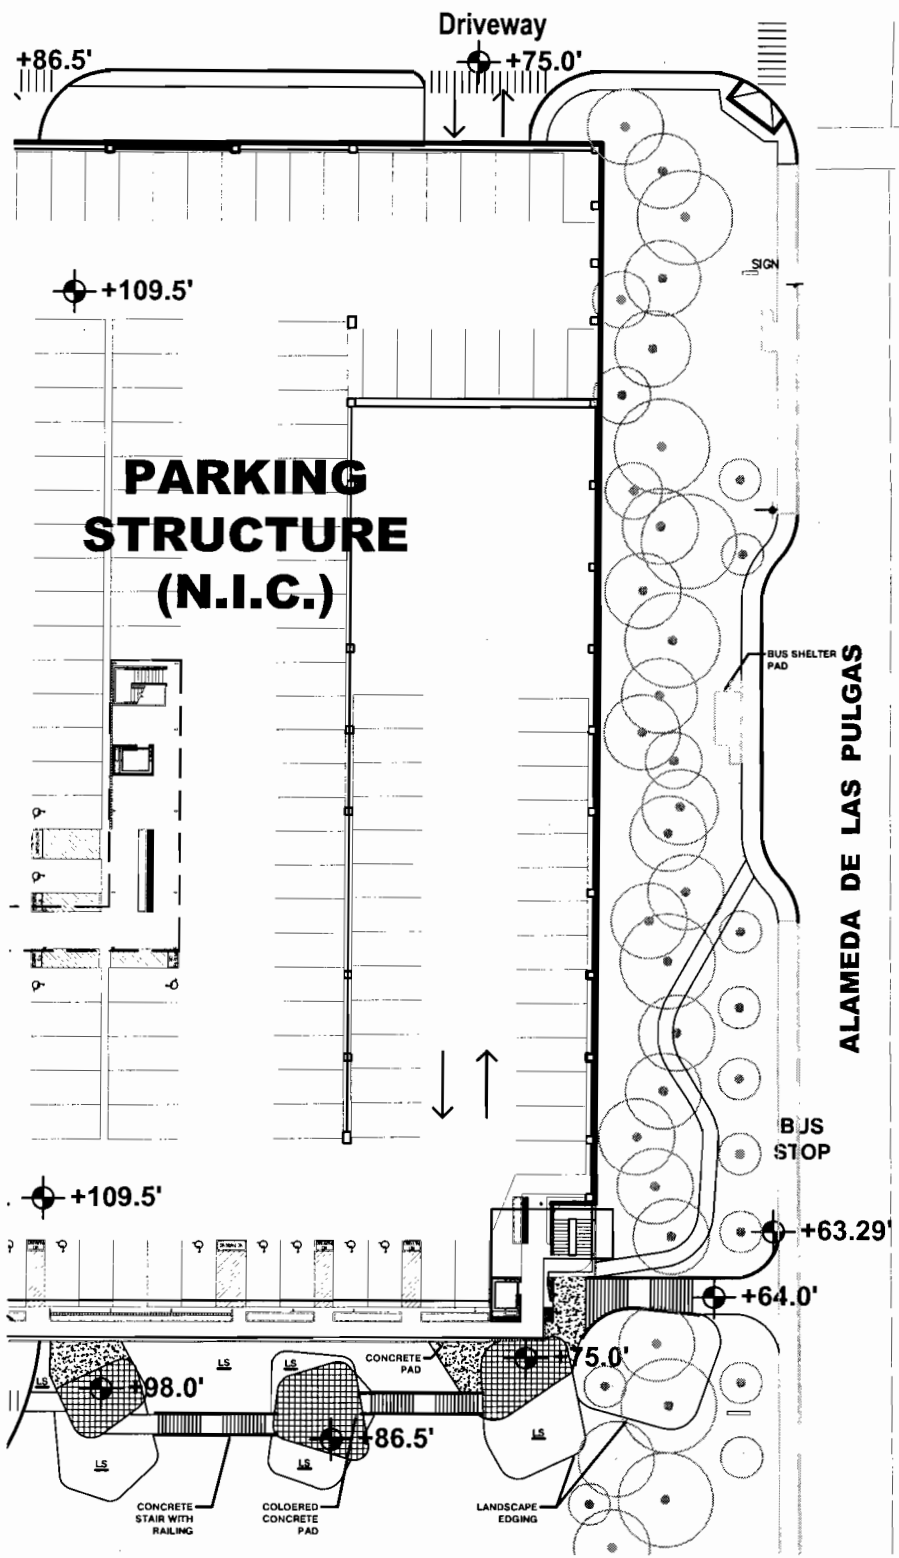 Driveway
+86.5'
+75.0'
SIGN
+109.5'
PARKING
STRUCTURE
(N.I.C.)
BUS SHELTER
PAD
ALAMEDA DE LAS PULGAS
BUS
STOP
+109.5'
+63.29'
+64.0'
CONCRETE
PAD
+75.0'
LS
LS
LS
+98.0'
+86.5'
LS
LS
LS
CONCRETE
STAIR WITH
RAILING
COLOERED
CONCRETE
PAD
LANDSCAPE
EDGING